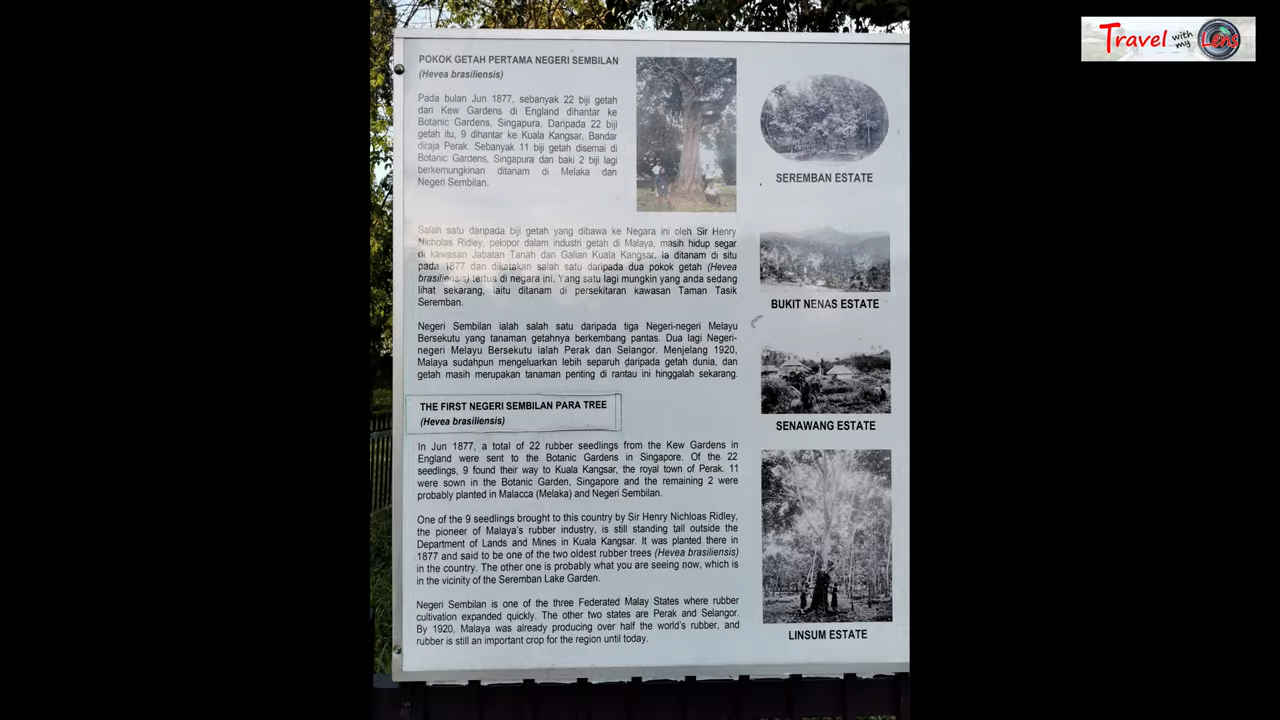 POKOK GETAH PERTAMA NEGERI SEMBILAN
(Hevea brasiliensis)
Pada bulan Jun 1877, sebanyak 22 biji getah
dari Kew Gardens di England dihantar ke
Botanic Gardens, Singapura. Daripada 22 biji
getah itu, 9 dihantar ke Kuala Kangsar, Bandar
diraja Perak. Sebanyak 11 biji getah disemai di
Botanic Gardens, Singapura dan baki 2 biji lagi
berkemungkinan ditanam di Melaka dan
Negeri Sembilan.
Salah satu daripada biji getah yang dibawa ke Negara ini oleh Sir Henry
Nicholas Ridley, pelopor dalam industri getah di Malaya, masih hidup segar
di kawasan Jabatan Tanah dan Galian Kuala Kangsar. Ia ditanam di situ
pada 1877 dan dikatakan salah satu daripada dua pokok getah (Hevea
brasiliensis) tertua di negara ini. Yang satu lagi mungkin yang anda sedang
lihat sekarang, iaitu ditanam di persekitaran kawasan Taman Tasik
Seremban.
Negeri Sembilan ialah salah satu daripada tiga Negeri-negeri Melayu
Bersekutu yang tanaman getahnya berkembang pantas. Dua lagi Negeri-
negeri Melayu Bersekutu ialah Perak dan Selangor. Menjelang 1920,
Malaya sudahpun mengeluarkan lebih separuh daripada getah dunia, dan
getah masih merupakan tanaman penting di rantau ini hinggalah sekarang.
THE FIRST NEGERI SEMBILAN PARA TREE
(Hevea brasiliensis)
In Jun 1877, a total of 22 rubber seedlings from the Kew Gardens in
England were sent to the Botanic Gardens in Singapore. Of the 22
seedlings, 9 found their way to Kuala Kangsar, the royal town of Perak. 11
were sown in the Botanic Garden, Singapore and the remaining 2 were
probably planted in Malacca (Melaka) and Negeri Sembilan.
One of the 9 seedlings brought to this country by Sir Henry Nichloas Ridley,
the pioneer of Malaya's rubber industry, is still standing tall outside the
Department of Lands and Mines in Kuala Kangsar. It was planted there in
1877 and said to be one of the two oldest rubber trees (Hevea brasiliensis)
in the country. The other one is probably what you are seeing now, which is
in the vicinity of the Seremban Lake Garden.
Negeri Sembilan is one of the three Federated Malay States where rubber
cultivation expanded quickly. The other two states are Perak and Selangor.
By 1920, Malaya was already producing over half the world's rubber, and
rubber is still an important crop for the region until today.
SEREMBAN ESTATE
BUKIT NENAS ESTATE
SENAWANG ESTATE
LINSUM ESTATE
Travel with my Lens